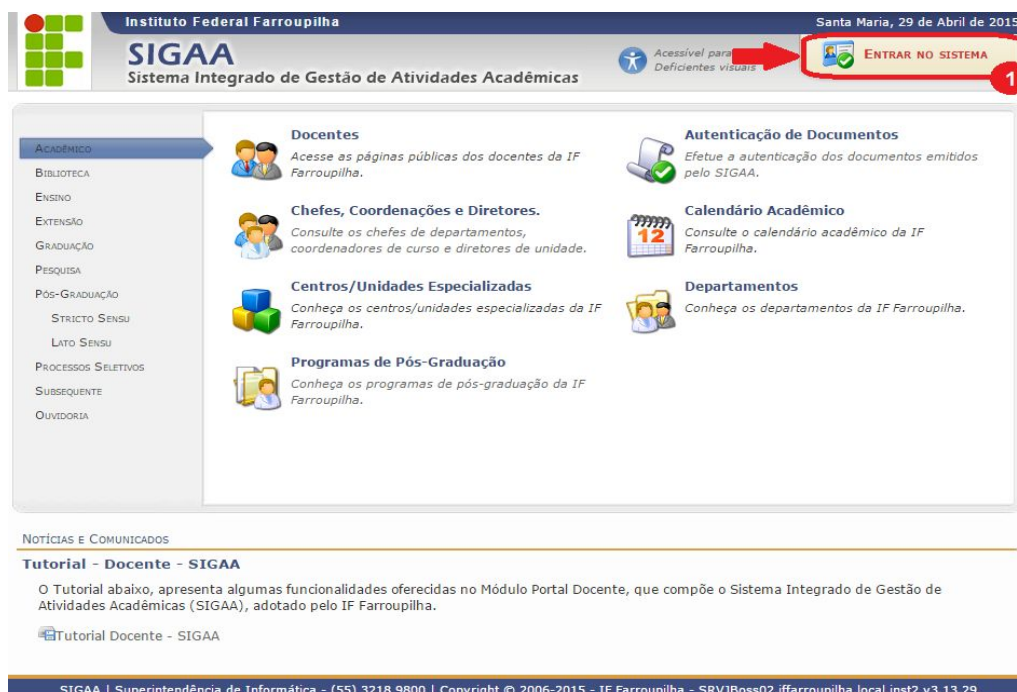 Instituto Federal Farroupilha
Santa Maria, 29 de Abril de 2015
SIGAA
Sistema Integrado de Gestão de Atividades Acadêmicas
Acessível para
Deficientes visuais
ENTRAR NO SISTEMA
1
ACADÊMICO
BIBLIOTECA
ENSINO
EXTENSÃO
GRADUAÇÃO
PESQUISA
PÓS-GRADUAÇÃO
STRICTO SENSU
LATO SENSU
PROCESSOS SELETIVOS
SUBSEQUENTE
OUVIDORIA
Docentes
Acesse as páginas públicas dos docentes da IF
Farroupilha.
Autenticação de Documentos
Efetue a autenticação dos documentos emitidos
pelo SIGAA.
Chefes, Coordenações e Diretores.
Consulte os chefes de departamentos,
coordenadores de curso e diretores de unidade.
12
Calendário Acadêmico
Consulte o calendário acadêmico da IF
Farroupilha.
Centros/Unidades Especializadas
Conheça os centros/unidades especializadas da IF
Farroupilha.
Departamentos
Conheça os departamentos da IF Farroupilha.
Programas de Pós-Graduação
Conheça os programas de pós-graduação da IF
Farroupilha.
NOTÍCIAS E COMUNICADOS
Tutorial - Docente - SIGAA
O Tutorial abaixo, apresenta algumas funcionalidades oferecidas no Módulo Portal Docente, que compõe o Sistema Integrado de Gestão de
Atividades Acadêmicas (SIGAA), adotado pelo IF Farroupilha.
Tutorial Docente - SIGAA
SIGAA | Superintendência de Informática - (55) 3218 9800 | Copyright © 2006-2015 - IF Farroupilha - SRVJBoss02.iffarroupilha.local.inst2 v3.13.29